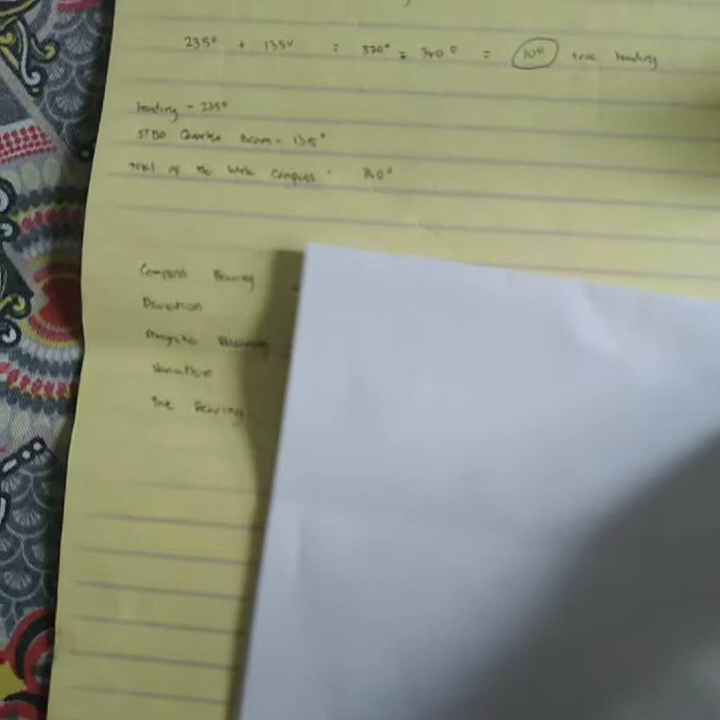 235° + 135° = 370° - 340° = 10° true heading
heading - 235°
STBD Quarter Beam - 135°
total of the whole compass - 360°
Compass Bearing
Deviation
Magnetic Bearing
Variation
True Bearing